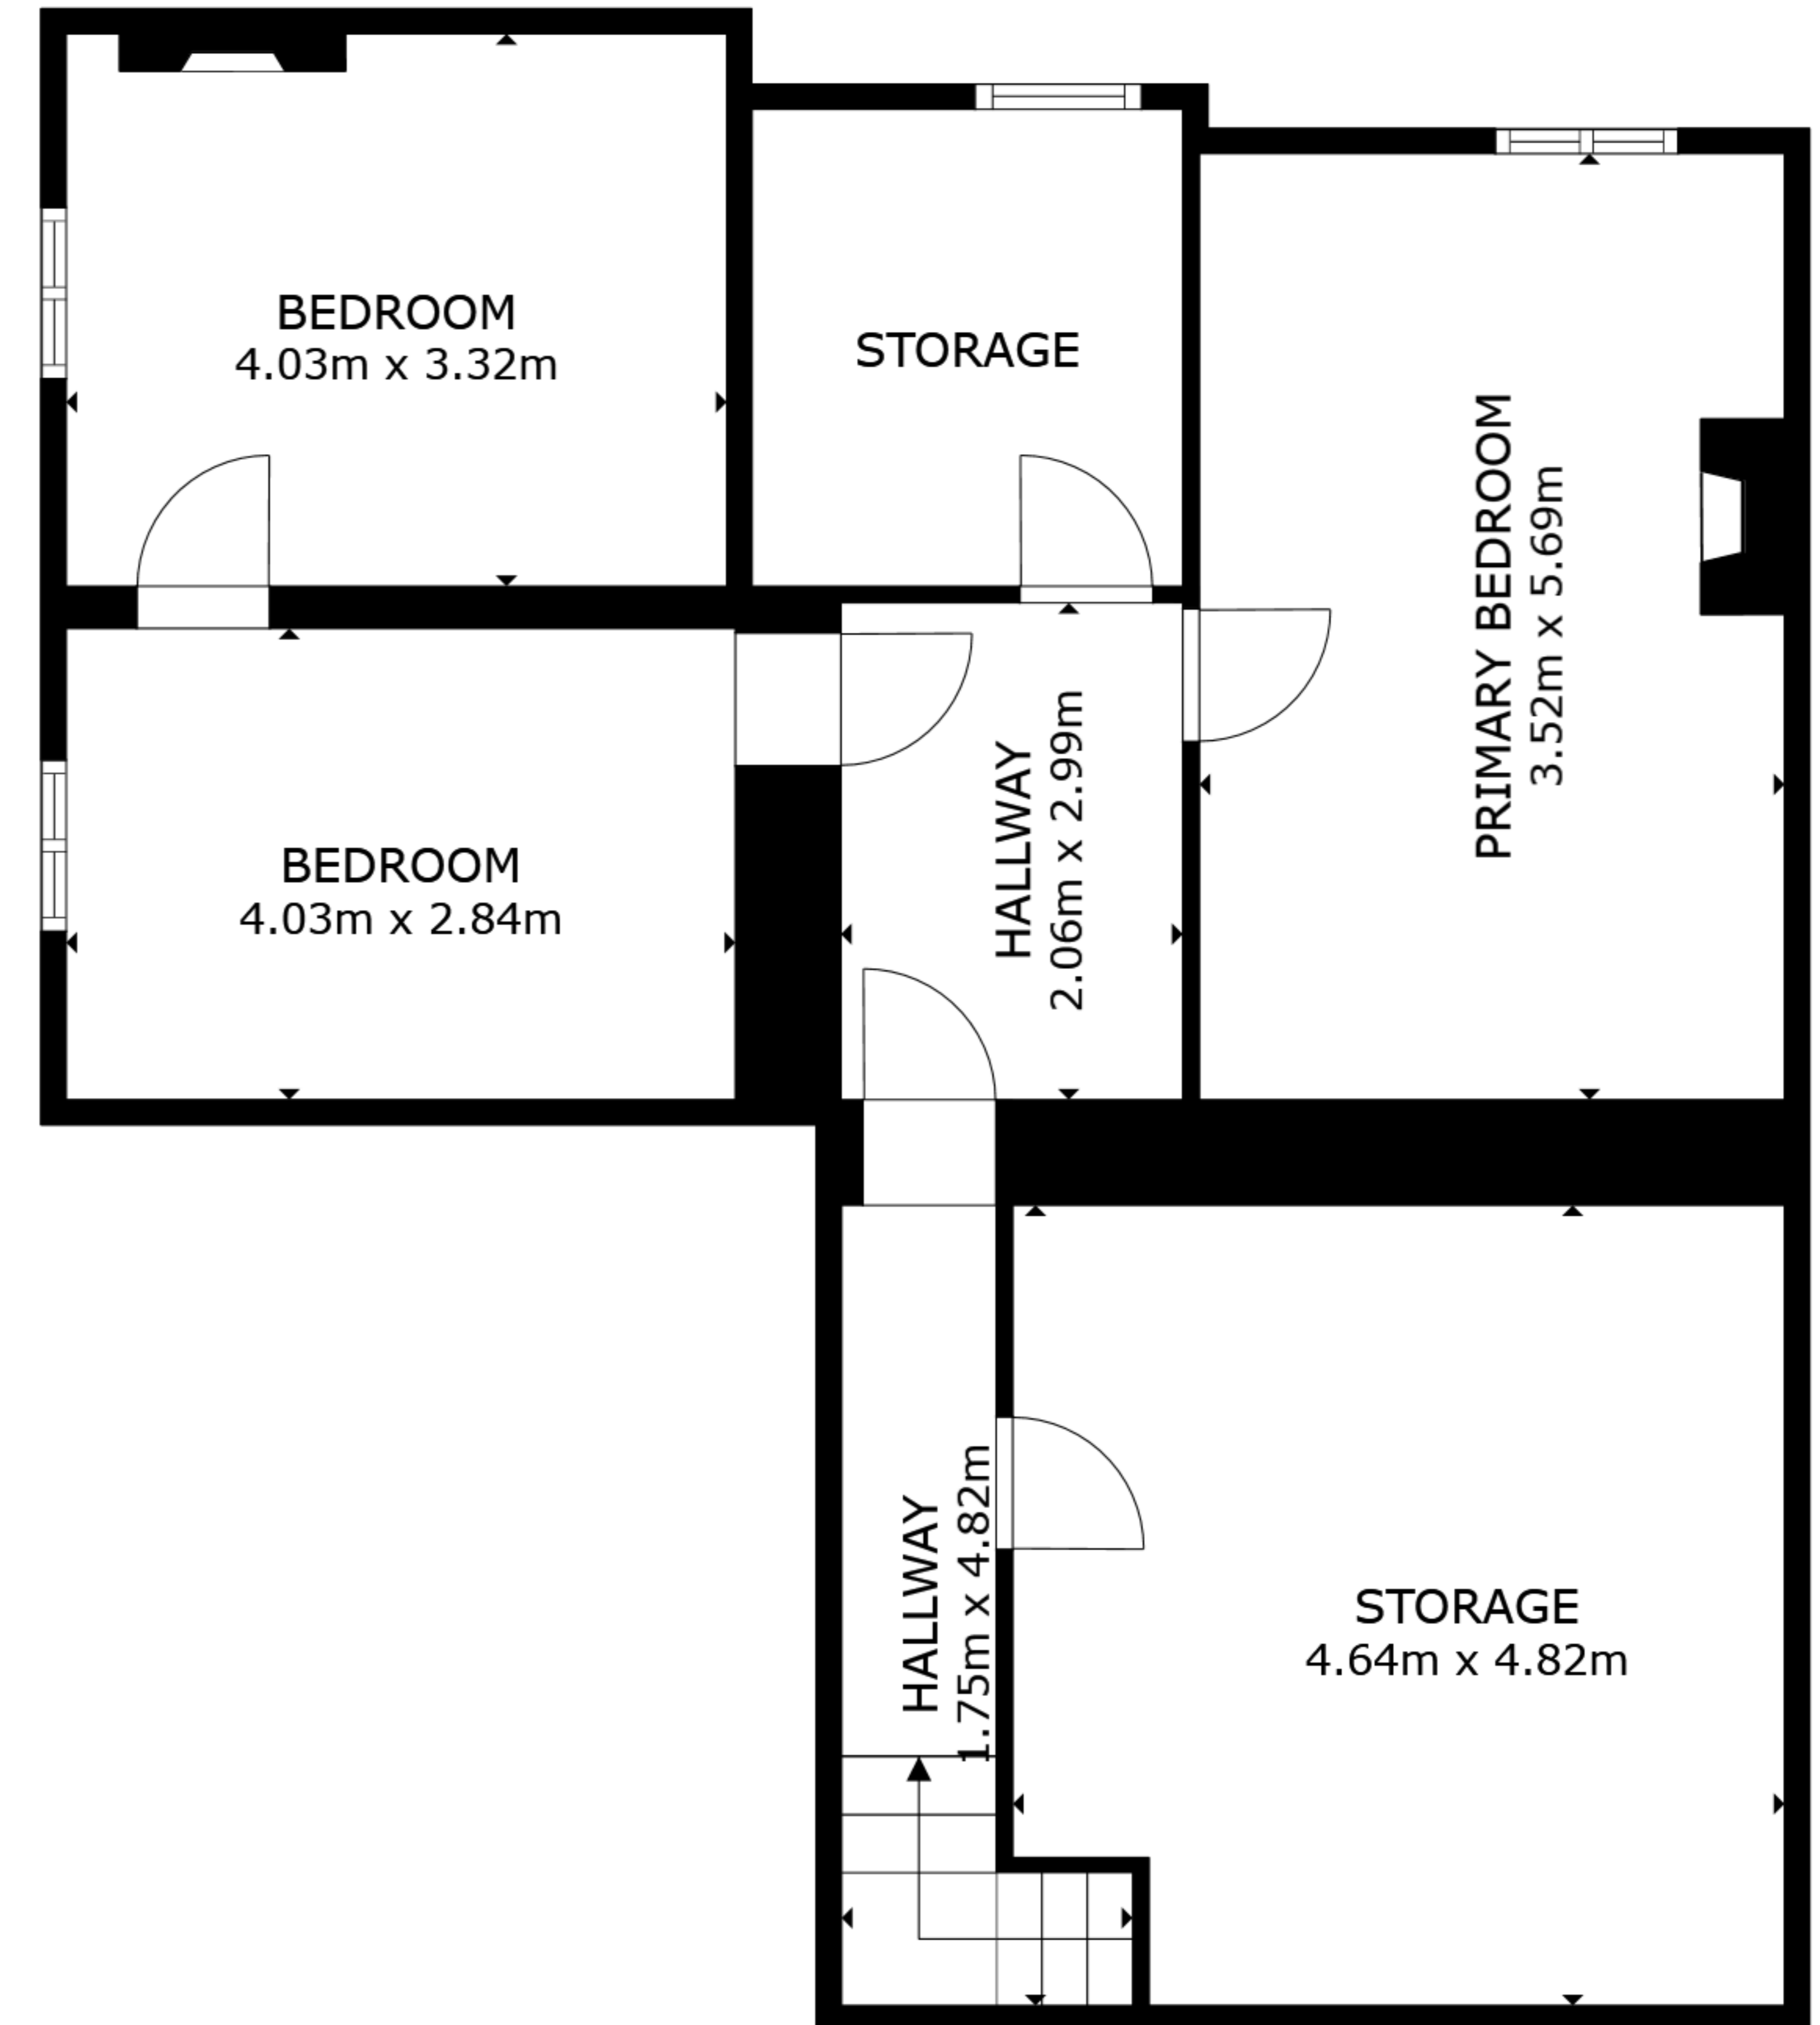 BEDROOM
4.03m x 3.32m
STORAGE
PRIMARY BEDROOM
3.52m x 5.69m
BEDROOM
4.03m x 2.84m
HALLWAY
2.06m x 2.99m
HALLWAY
1.75m x 4.82m
STORAGE
4.64m x 4.82m